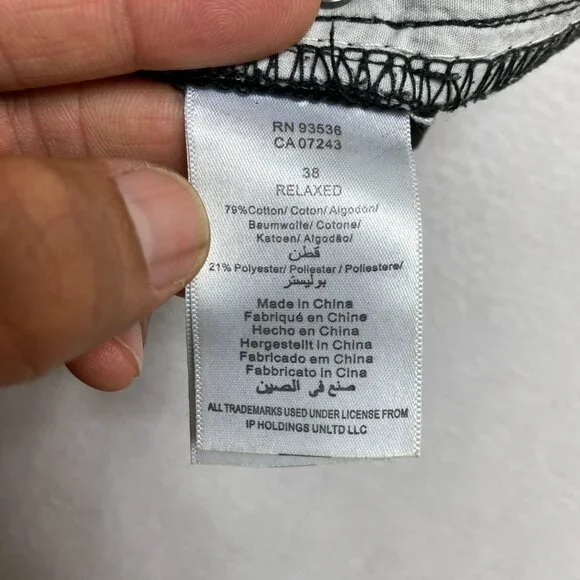 RN 93536
CA 07243
38
RELAXED
79%Cotton/ Coton/ Algodón/
Baumwolle/ Cotone/
Katoen/ Algodão/
قطن
21% Polyester/ Poliester / Poliestere/
بوليستر
Made in China
Fabriqué en Chine
Hecho en China
Hergestellt in China
Fabricado em China
Fabbricato in Cina
صنع في الصين
ALL TRADEMARKS USED UNDER LICENSE FROM
IP HOLDINGS UNLTD LLC